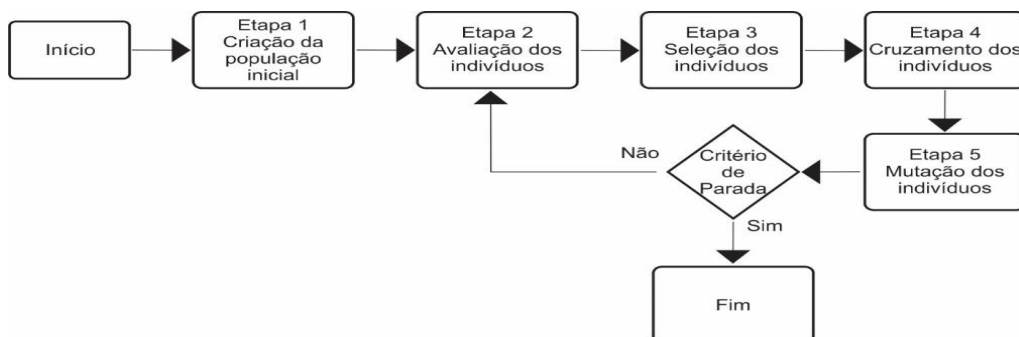 Início
Etapa 1
Criação da
população
inicial
Etapa 2
Avaliação dos
indivíduos
Etapa 3
Seleção dos
indivíduos
Etapa 4
Cruzamento dos
indivíduos
Etapa 5
Mutação dos
indivíduos
Critério
de
Parada
Não
Sim
Fim